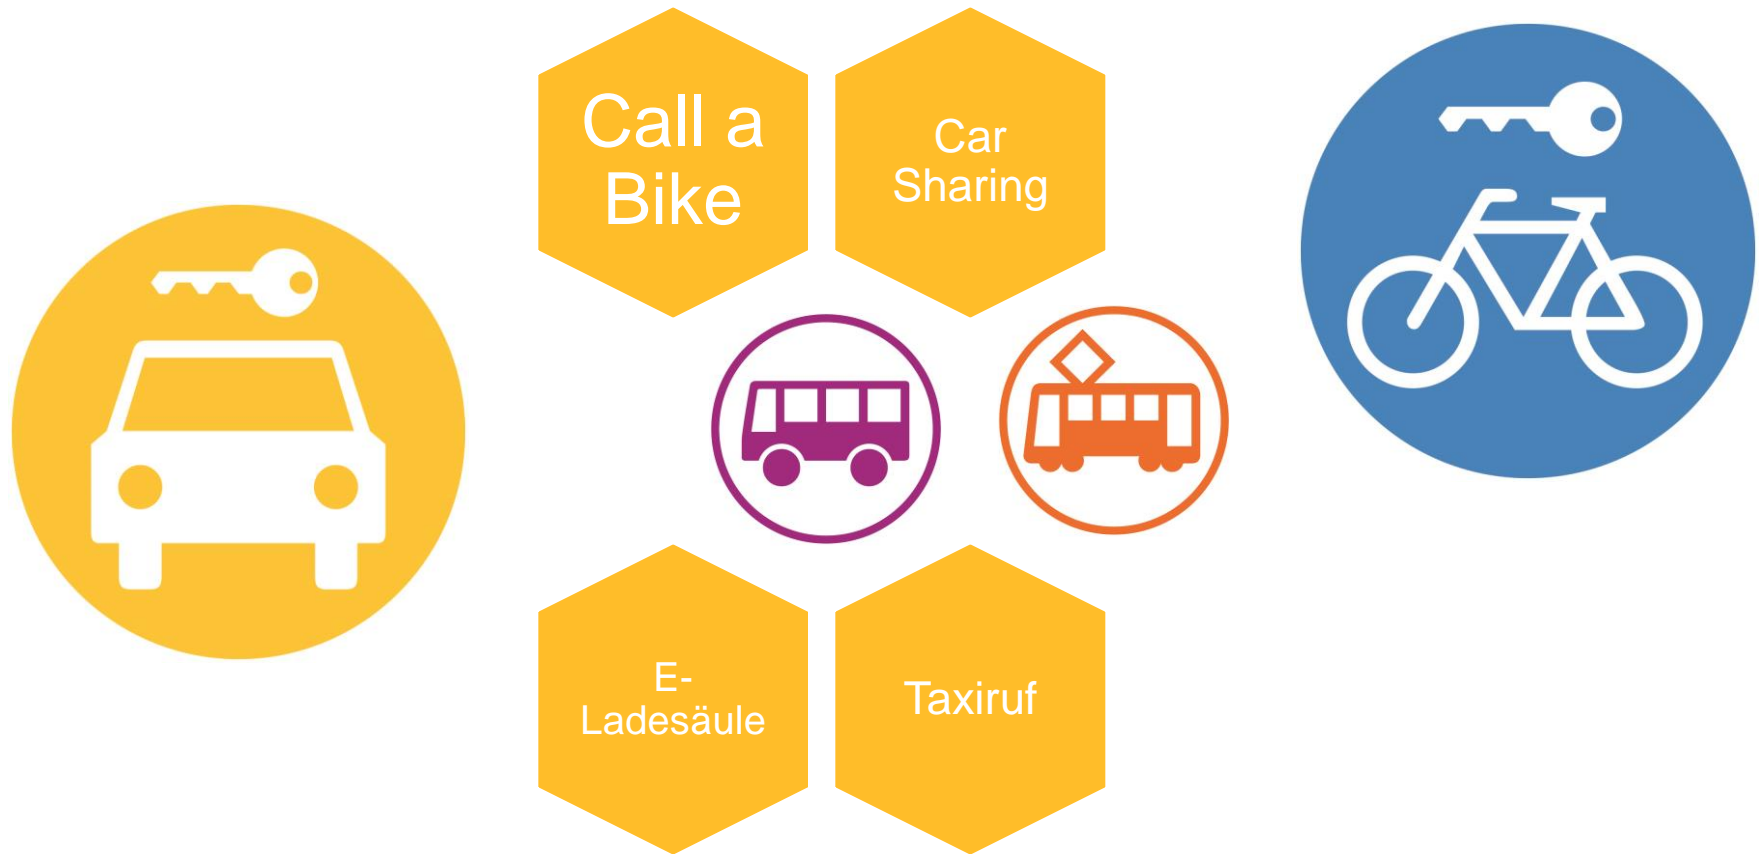 Call a
Bike
Car
Sharing
E-
Ladesäule
Taxiruf